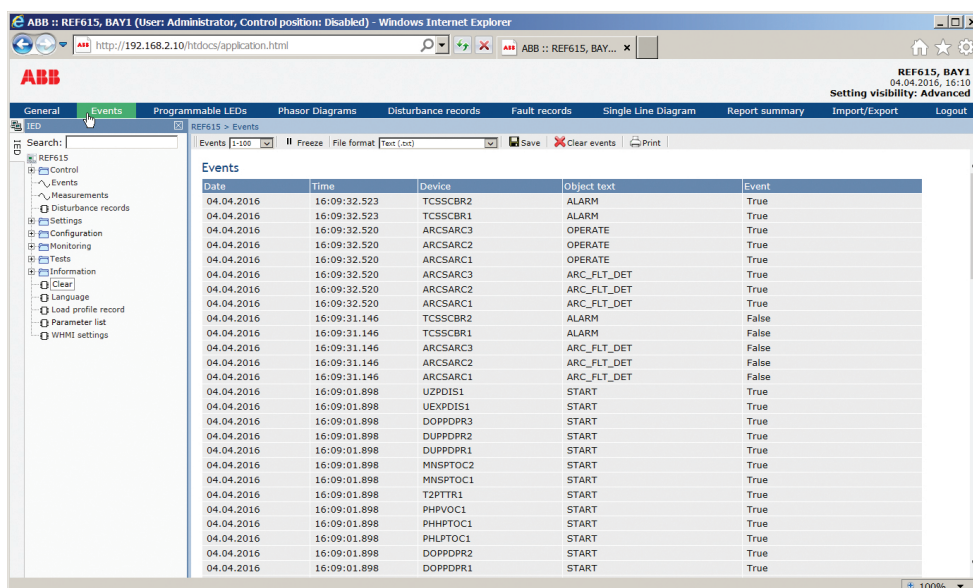 ABB :: REF615, BAY1 (User: Administrator, Control position: Disabled) - Windows Internet Explorer
ABB http://192.168.2.10/htdocs/application.html ABB ABB :: REF615, BAY...
ABB
REF615, BAY1
04.04.2016, 16:10
Setting visibility: Advanced
General Events Programmable LEDs Phasor Diagrams Disturbance records Fault records Single Line Diagram Report summary Import/Export Logout
IED
IED
Search:
REF615
Control
Events
Measurements
Disturbance records
Settings
Configuration
Monitoring
Tests
Information
Clear
Language
Load profile record
Parameter list
WHMI settings
REF615 > Events
Events 1-100 Freeze File format Text (.txt) Save Clear events Print
Events
Date Time Device Object text Event
04.04.2016 16:09:32.523 TCSSCBR2 ALARM True
04.04.2016 16:09:32.523 TCSSCBR1 ALARM True
04.04.2016 16:09:32.520 ARCSARC3 OPERATE True
04.04.2016 16:09:32.520 ARCSARC2 OPERATE True
04.04.2016 16:09:32.520 ARCSARC1 OPERATE True
04.04.2016 16:09:32.520 ARCSARC3 ARC_FLT_DET True
04.04.2016 16:09:32.520 ARCSARC2 ARC_FLT_DET True
04.04.2016 16:09:32.520 ARCSARC1 ARC_FLT_DET True
04.04.2016 16:09:31.146 TCSSCBR2 ALARM False
04.04.2016 16:09:31.146 TCSSCBR1 ALARM False
04.04.2016 16:09:31.146 ARCSARC3 ARC_FLT_DET False
04.04.2016 16:09:31.146 ARCSARC2 ARC_FLT_DET False
04.04.2016 16:09:31.146 ARCSARC1 ARC_FLT_DET False
04.04.2016 16:09:01.898 UZPDIS1 START True
04.04.2016 16:09:01.898 UEXPDIS1 START True
04.04.2016 16:09:01.898 DOPPDPR3 START True
04.04.2016 16:09:01.898 DUPPDPR2 START True
04.04.2016 16:09:01.898 DUPPDPR1 START True
04.04.2016 16:09:01.898 MNSPTOC2 START True
04.04.2016 16:09:01.898 MNSPTOC1 START True
04.04.2016 16:09:01.898 T2PTTR1 START True
04.04.2016 16:09:01.898 PHPVOC1 START True
04.04.2016 16:09:01.898 PHHPTOC1 START True
04.04.2016 16:09:01.898 PHLPTOC1 START True
04.04.2016 16:09:01.898 DOPPDPR2 START True
04.04.2016 16:09:01.898 DOPPDPR1 START True
100%